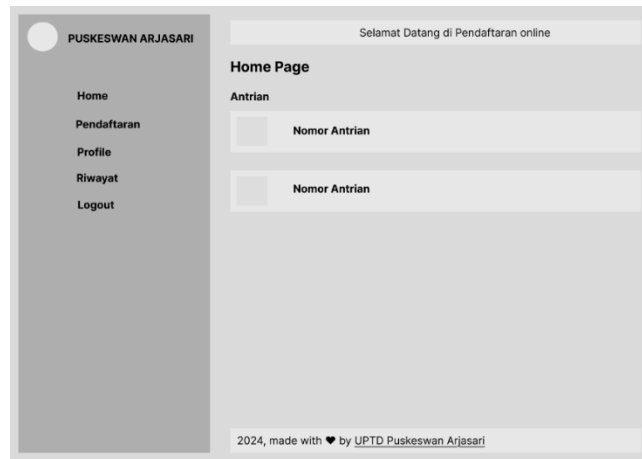 PUSKESWAN ARJASARI
Home
Pendaftaran
Profile
Riwayat
Logout
Selamat Datang di Pendaftaran online
Home Page
Antrian
Nomor Antrian
Nomor Antrian
2024, made with ♥ by UPTD Puskeswan Arjasari